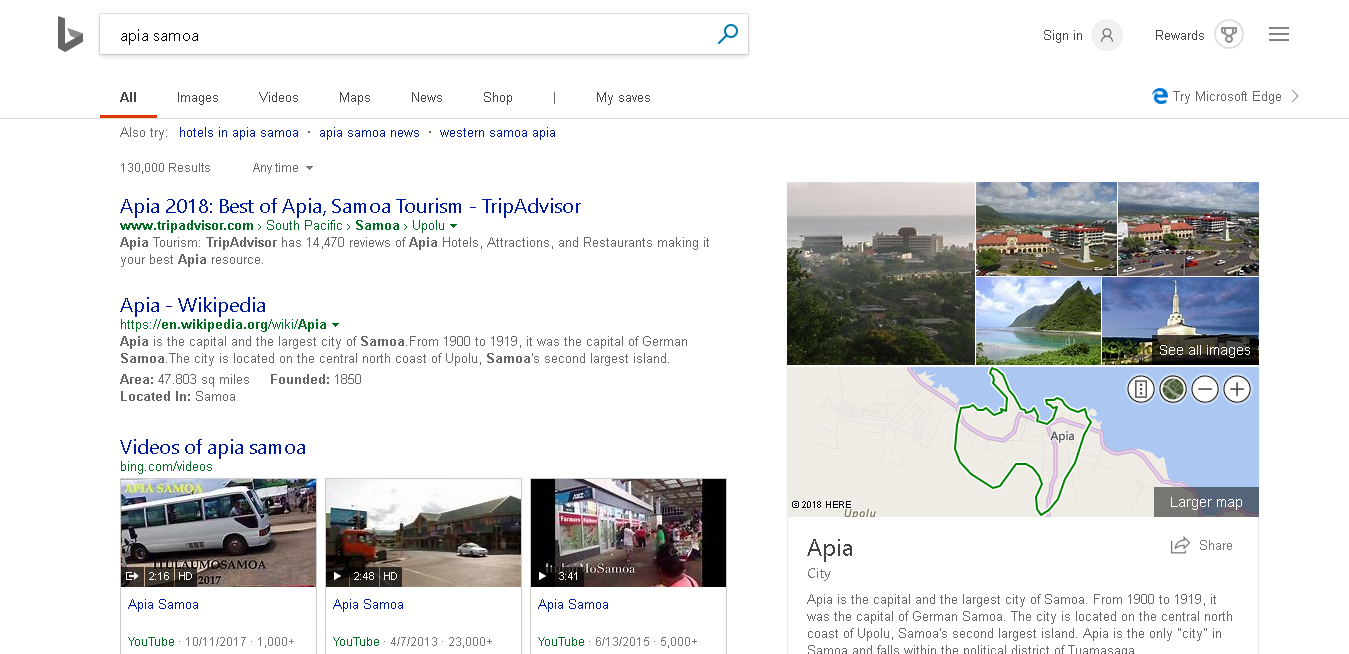 apia samoa
Sign in
Rewards
All Images Videos Maps News Shop | My saves
Try Microsoft Edge
Also try: hotels in apia samoa · apia samoa news · western samoa apia
130,000 Results Any time
Apia 2018: Best of Apia, Samoa Tourism - TripAdvisor
www.tripadvisor.com › South Pacific › Samoa › Upolu
Apia Tourism: TripAdvisor has 14,470 reviews of Apia Hotels, Attractions, and Restaurants making it
your best Apia resource.
Apia - Wikipedia
https://en.wikipedia.org/wiki/Apia
Apia is the capital and the largest city of Samoa.From 1900 to 1919, it was the capital of German
Samoa.The city is located on the central north coast of Upolu, Samoa's second largest island.
Area: 47.803 sq miles Founded: 1850
Located In: Samoa
Videos of apia samoa
bing.com/videos
APIA SAMOA
2017
2:16 HD
Apia Samoa
YouTube · 10/11/2017 · 1,000+
2:48 HD
Apia Samoa
YouTube · 4/7/2013 · 23,000+
ANZ
MoSamoa
3:41
Apia Samoa
YouTube · 6/13/2015 · 5,000+
See all images
Apia
© 2018 HERE
Upolu
Larger map
Apia
Share
City
Apia is the capital and the largest city of Samoa. From 1900 to 1919, it
was the capital of German Samoa. The city is located on the central north
coast of Upolu, Samoa's second largest island. Apia is the only "city" in
Samoa and falls within the political district of Tuamasaga.